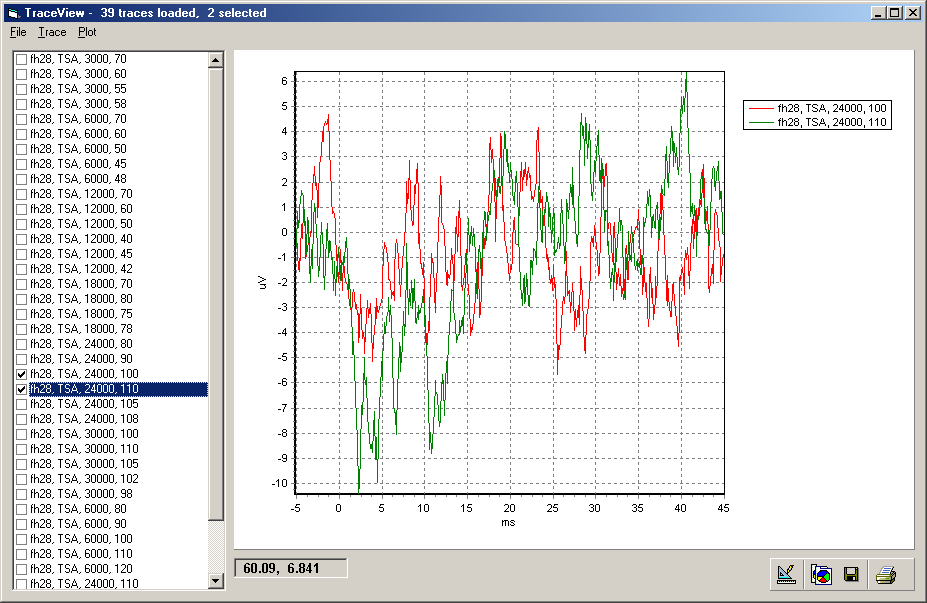 TraceView -  39 traces loaded,  2 selected
File Trace Plot
fh28, TSA, 3000, 70
fh28, TSA, 3000, 60
fh28, TSA, 3000, 55
fh28, TSA, 3000, 58
fh28, TSA, 6000, 70
fh28, TSA, 6000, 60
fh28, TSA, 6000, 50
fh28, TSA, 6000, 45
fh28, TSA, 6000, 48
fh28, TSA, 12000, 70
fh28, TSA, 12000, 60
fh28, TSA, 12000, 50
fh28, TSA, 12000, 40
fh28, TSA, 12000, 45
fh28, TSA, 12000, 42
fh28, TSA, 18000, 70
fh28, TSA, 18000, 80
fh28, TSA, 18000, 75
fh28, TSA, 18000, 78
fh28, TSA, 24000, 80
fh28, TSA, 24000, 90
fh28, TSA, 24000, 100
fh28, TSA, 24000, 110
fh28, TSA, 24000, 105
fh28, TSA, 24000, 108
fh28, TSA, 30000, 100
fh28, TSA, 30000, 110
fh28, TSA, 30000, 105
fh28, TSA, 30000, 102
fh28, TSA, 30000, 98
fh28, TSA, 6000, 80
fh28, TSA, 6000, 90
fh28, TSA, 6000, 100
fh28, TSA, 6000, 110
fh28, TSA, 6000, 120
fh28, TSA, 24000, 110
6
5
4
3
2
1
0
-1
-2
-3
-4
-5
-6
-7
-8
-9
-10
uV
-5 0 5 10 15 20 25 30 35 40 45
ms
fh28, TSA, 24000, 100
fh28, TSA, 24000, 110
60.09,  6.841